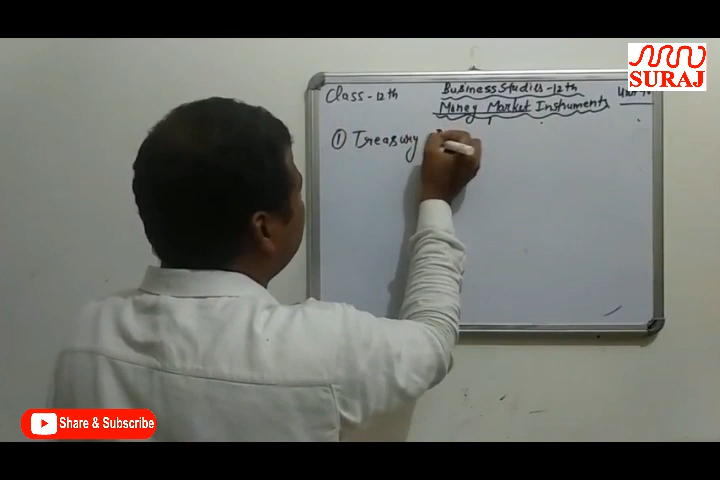 SURAJ
Class-12th
Business Studies-12th
Money Market Instruments
① Treasury
Share & Subscribe